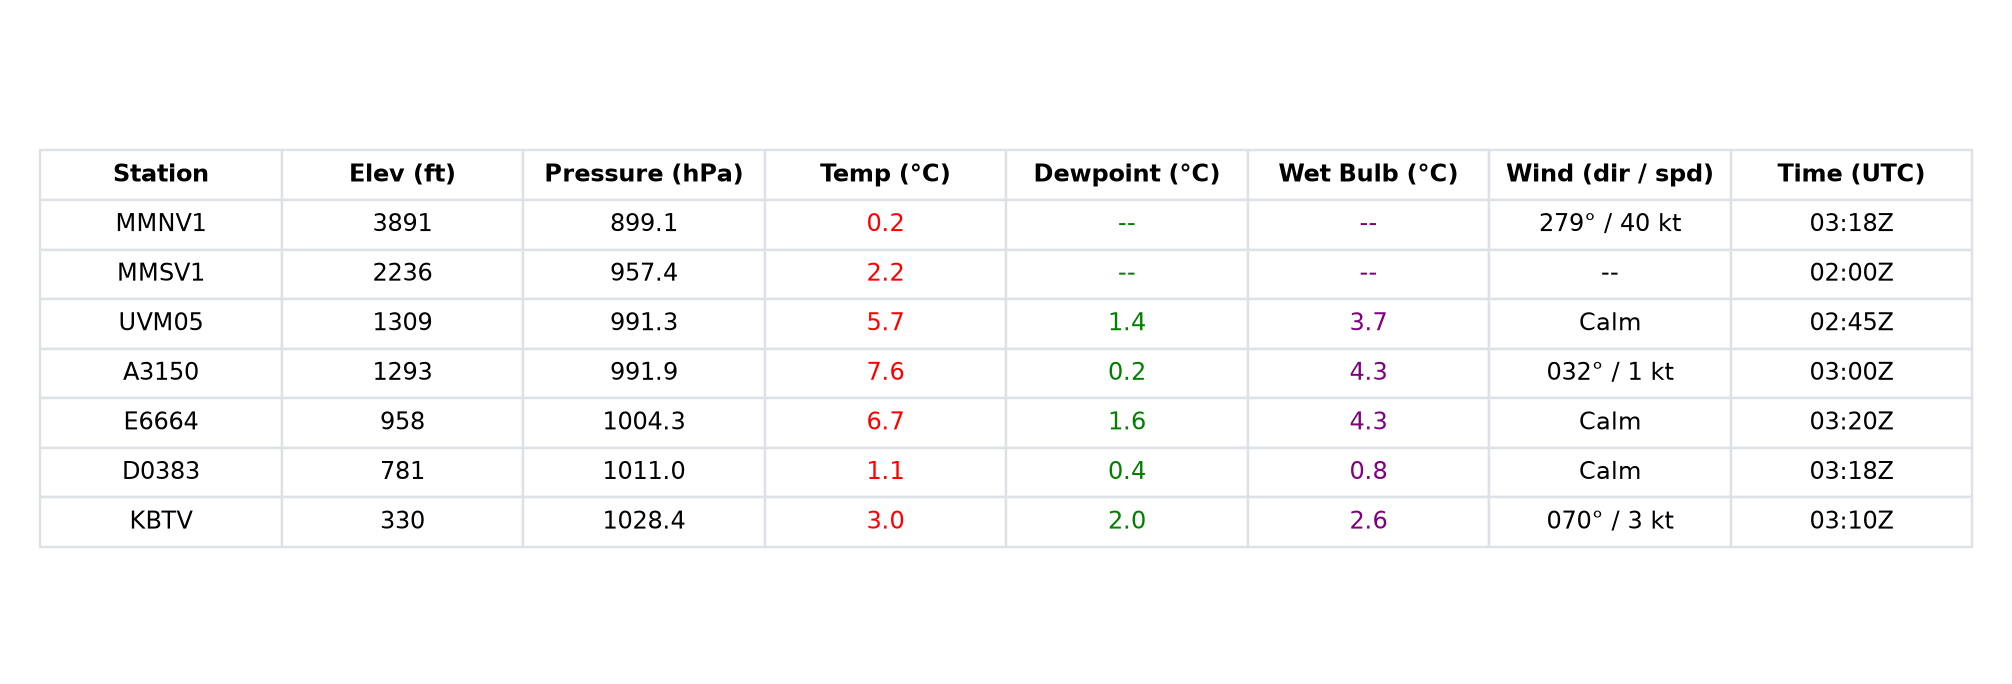 Station Elev (ft) Pressure (hPa) Temp (°C) Dewpoint (°C) Wet Bulb (°C) Wind (dir / spd) Time (UTC)
MMNV1 3891 899.1 0.2 -- -- 279° / 40 kt 03:18Z
MMSV1 2236 957.4 2.2 -- -- -- 02:00Z
UVM05 1309 991.3 5.7 1.4 3.7 Calm 02:45Z
A3150 1293 991.9 7.6 0.2 4.3 032° / 1 kt 03:00Z
E6664 958 1004.3 6.7 1.6 4.3 Calm 03:20Z
D0383 781 1011.0 1.1 0.4 0.8 Calm 03:18Z
KBTV 330 1028.4 3.0 2.0 2.6 070° / 3 kt 03:10Z